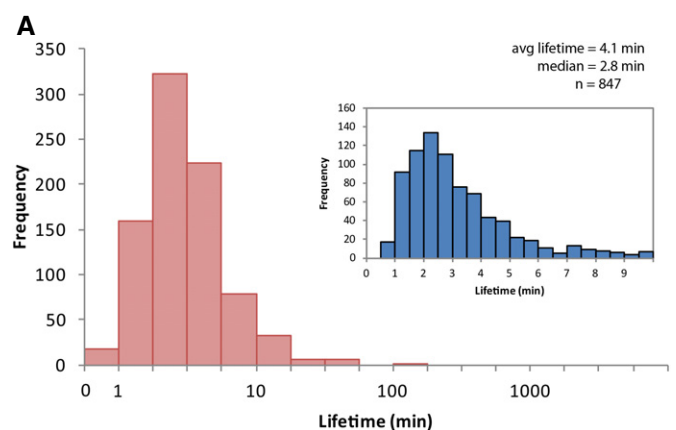 A
avg lifetime = 4.1 min
median = 2.8 min
n = 847
350
300
250
200
150
100
50
0
Frequency
0 1 10 100 1000
Lifetime (min)
160
140
120
100
80
60
40
20
0
Frequency
0 1 2 3 4 5 6 7 8 9
Lifetime (min)